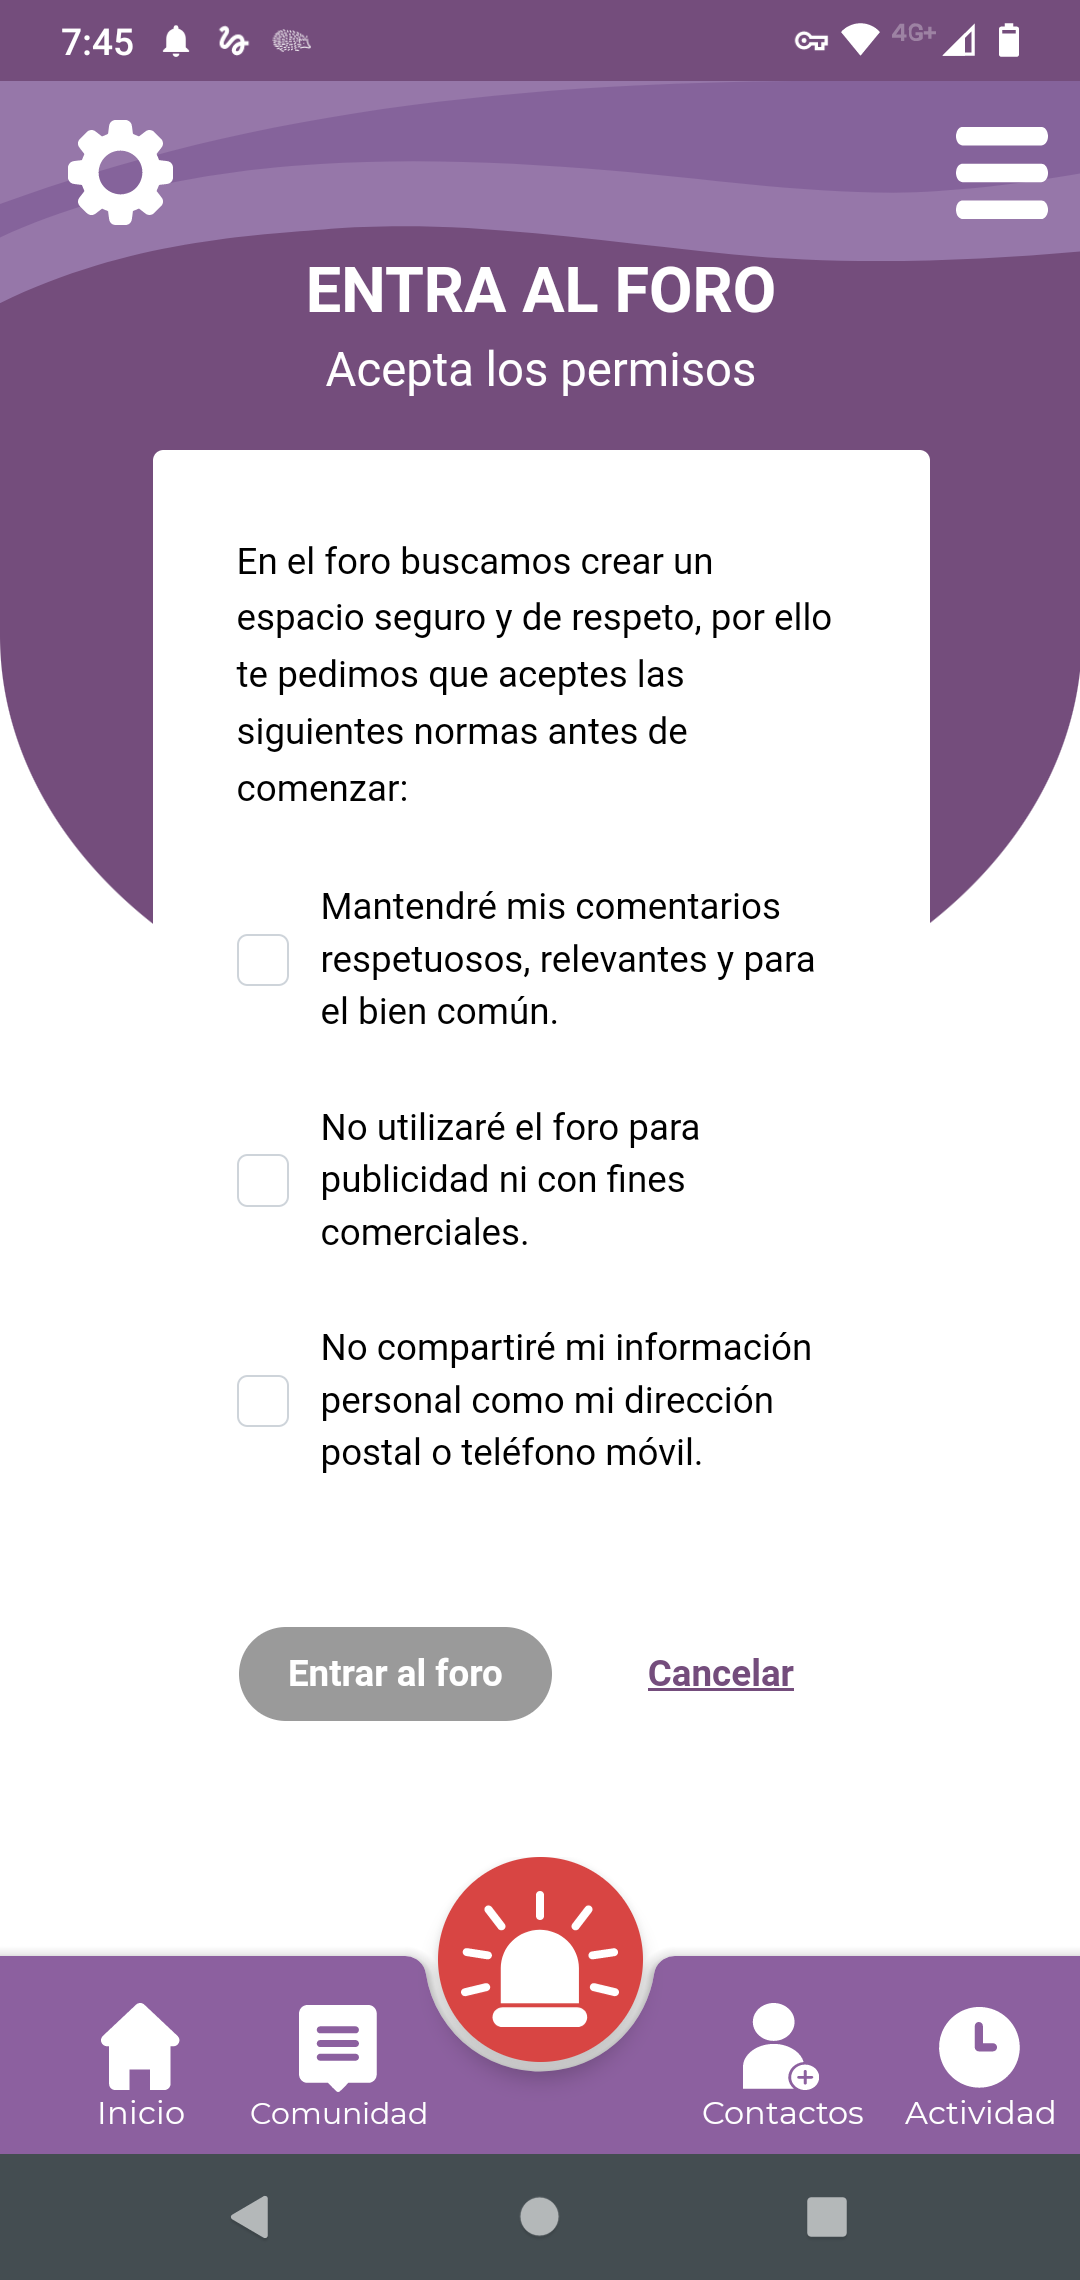 7:45
4G+
ENTRA AL FORO
Acepta los permisos
En el foro buscamos crear un
espacio seguro y de respeto, por ello
te pedimos que aceptes las
siguientes normas antes de
comenzar:
Mantendré mis comentarios
respetuosos, relevantes y para
el bien común.
No utilizaré el foro para
publicidad ni con fines
comerciales.
No compartiré mi información
personal como mi dirección
postal o teléfono móvil.
Entrar al foro
Cancelar
Inicio
Comunidad
Contactos
Actividad